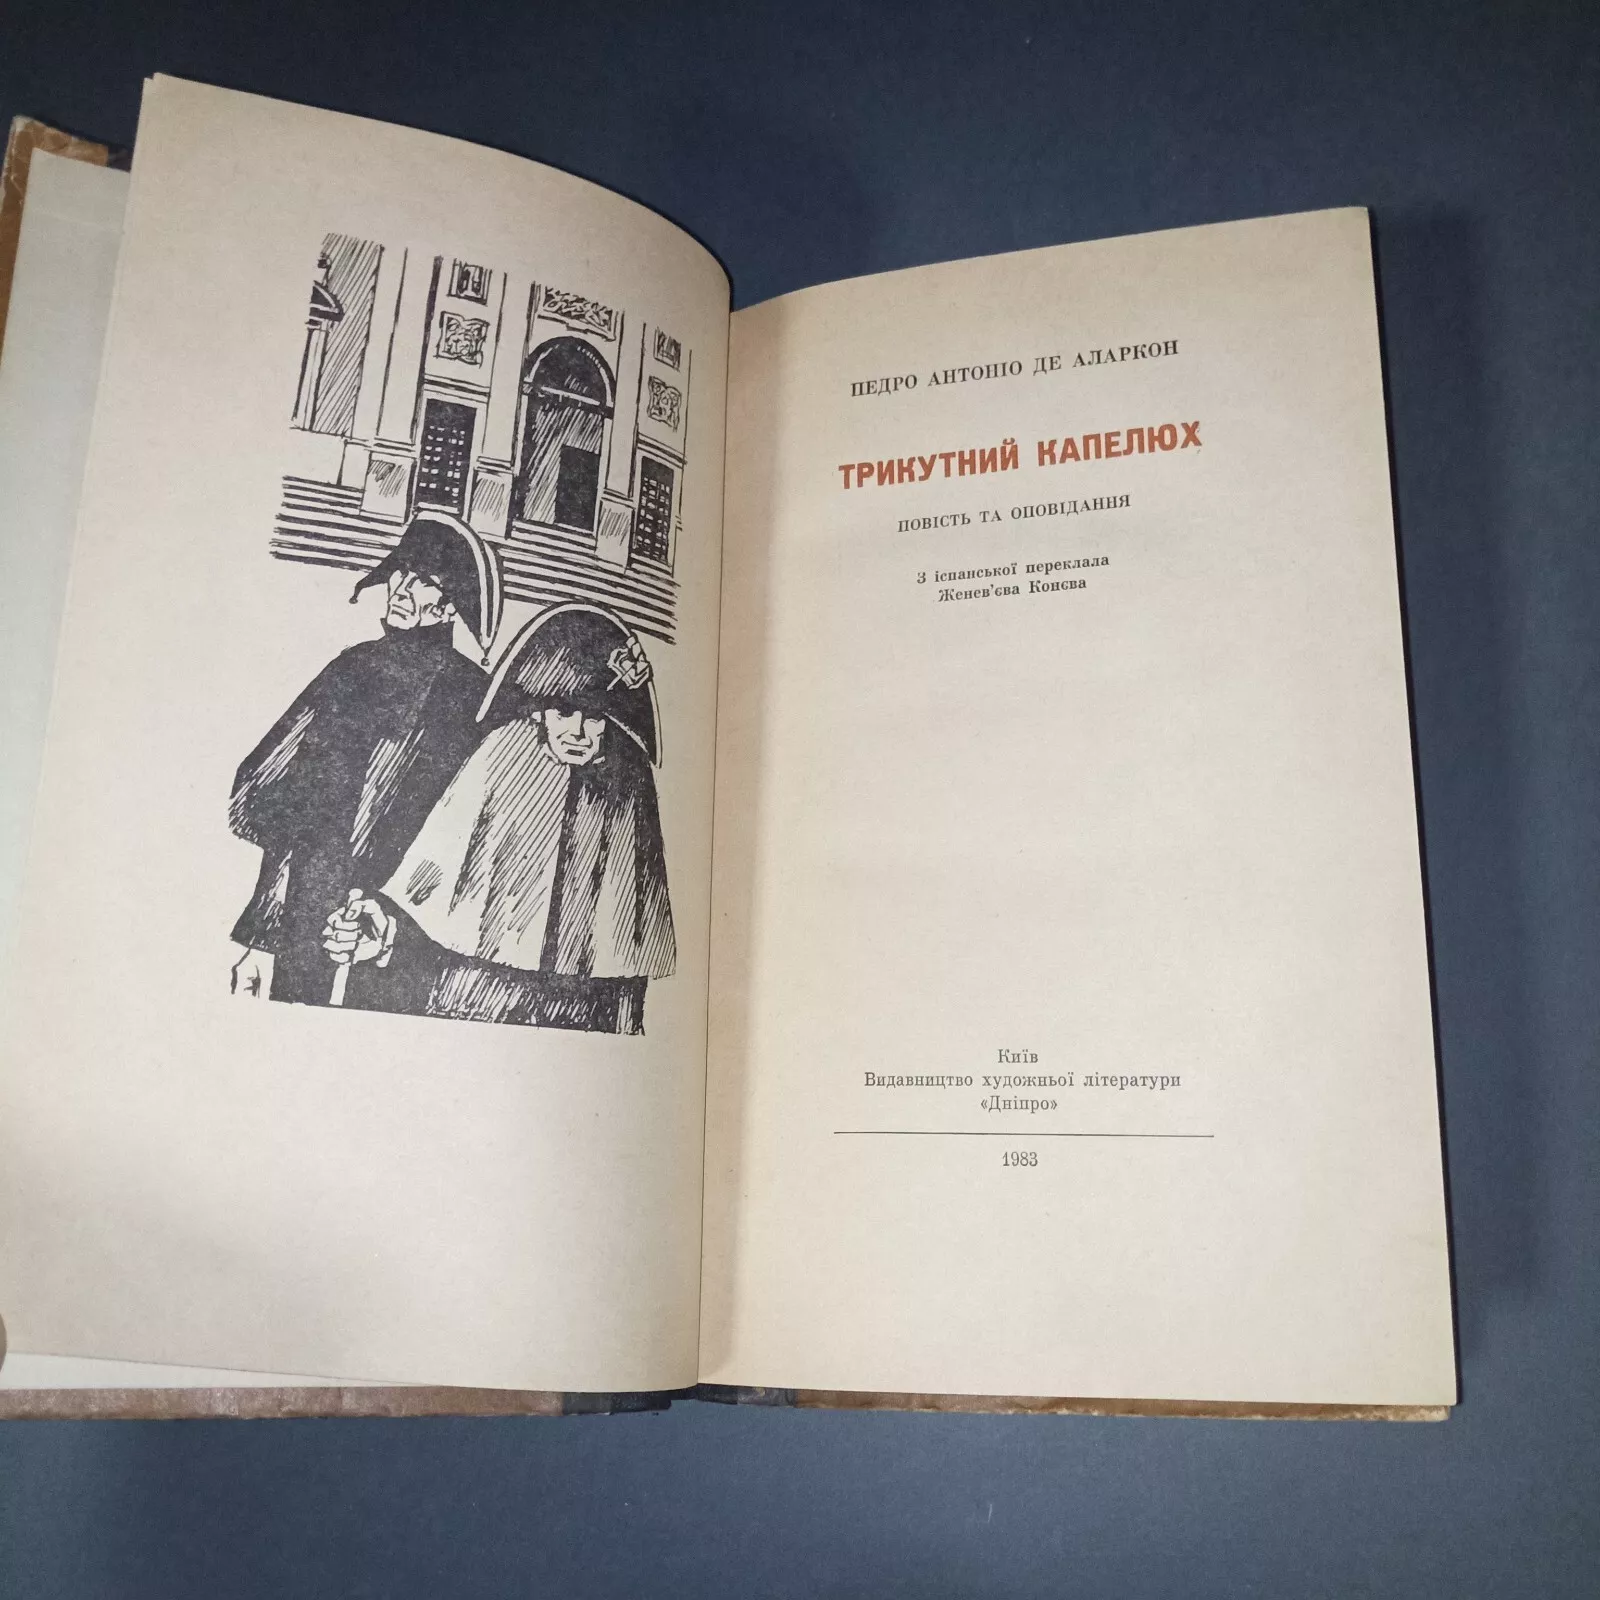 ПЕДРО АНТОНІО ДЕ АЛАРКОН
ТРИКУТНИЙ КАПЕЛЮХ
ПОВІСТЬ ТА ОПОВІДАННЯ
З іспанської переклала
Женев'єва Конєва
Київ
Видавництво художньої літератури
«Дніпро»
1983